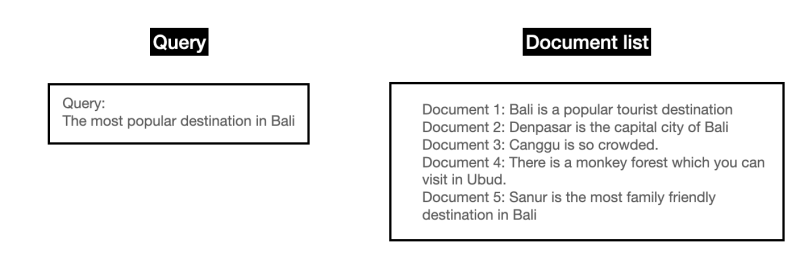 Query
Document list
Query:
The most popular destination in Bali
Document 1: Bali is a popular tourist destination
Document 2: Denpasar is the capital city of Bali
Document 3: Canggu is so crowded.
Document 4: There is a monkey forest which you can
visit in Ubud.
Document 5: Sanur is the most family friendly
destination in Bali